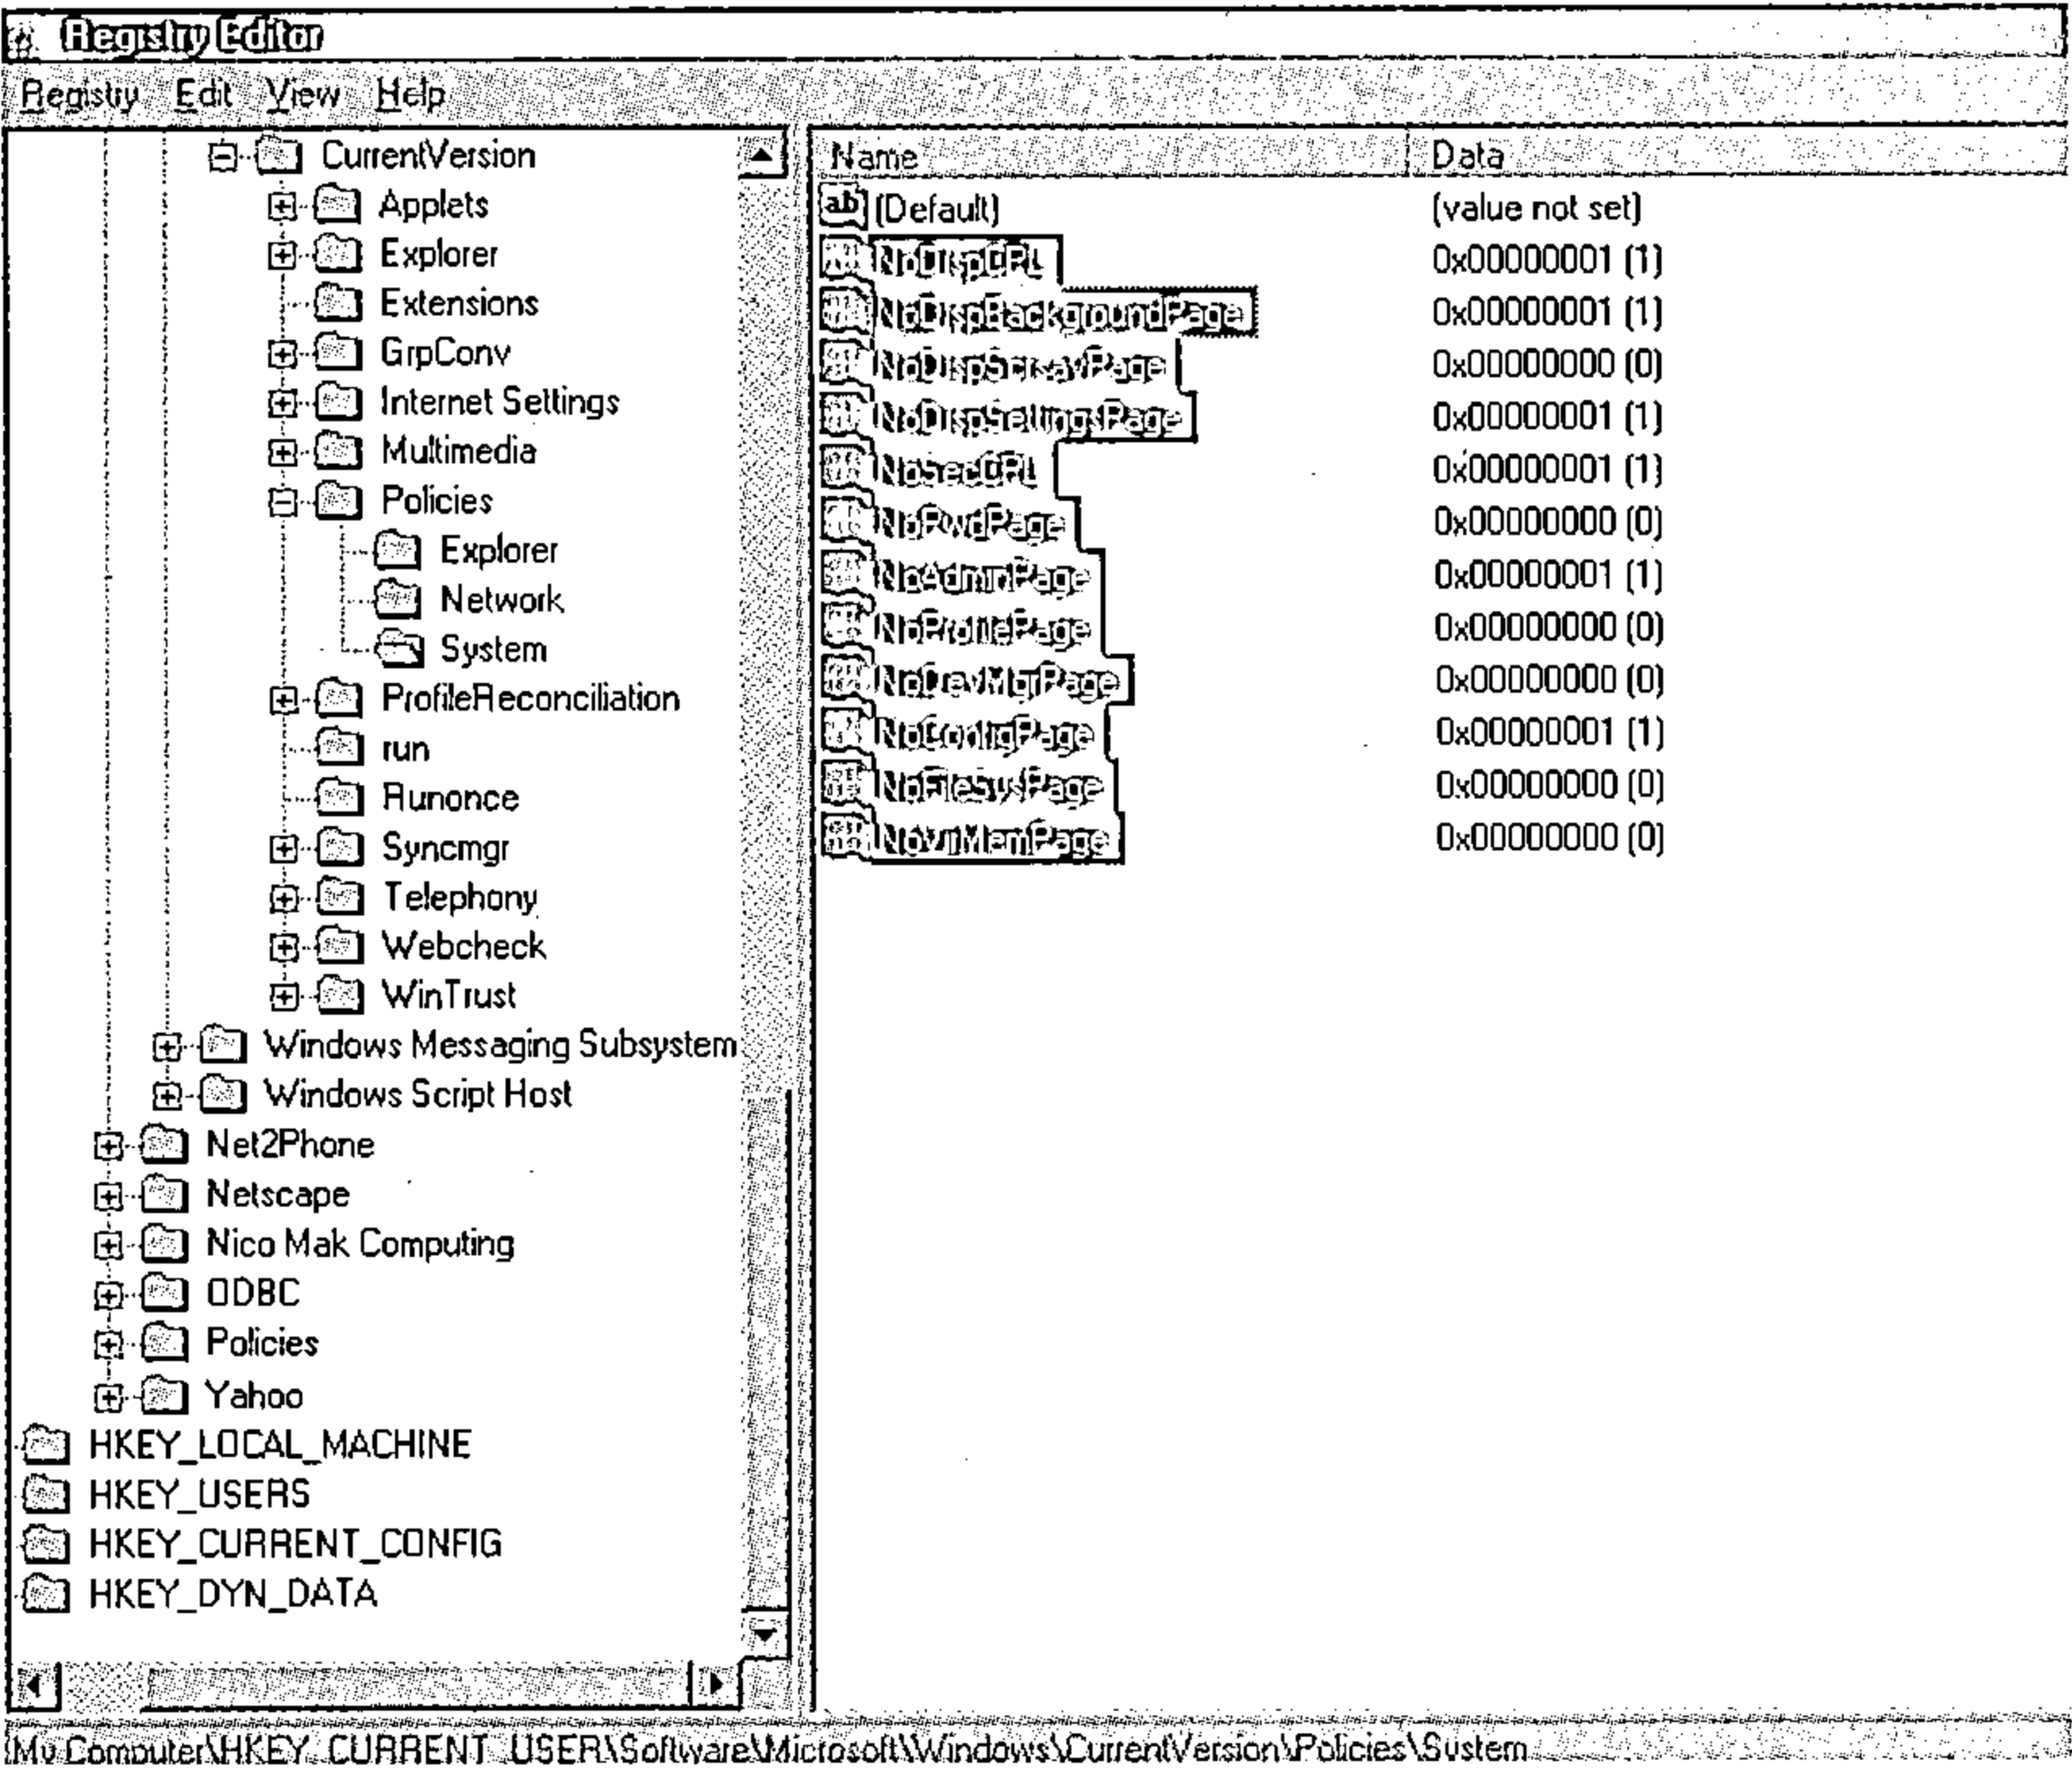 Registry Editor
Registry Edit View Help
CurrentVersion
Applets
Explorer
Extensions
GrpConv
Internet Settings
Multimedia
Policies
Explorer
Network
System
ProfileReconciliation
run
Runonce
Syncmgr
Telephony
Webcheck
WinTrust
Windows Messaging Subsystem
Windows Script Host
Net2Phone
Netscape
Nico Mak Computing
ODBC
Policies
Yahoo
HKEY_LOCAL_MACHINE
HKEY_USERS
HKEY_CURRENT_CONFIG
HKEY_DYN_DATA
Name Data
ab (Default) (value not set)
NoDispCPL 0x00000001 (1)
NoDispBackgroundPage 0x00000001 (1)
NoDispScrsavPage 0x00000000 (0)
NoDispSettingsPage 0x00000001 (1)
NoSecCPL 0x00000001 (1)
NoPwdPage 0x00000000 (0)
NoAdminPage 0x00000001 (1)
NoProfilePage 0x00000000 (0)
NoDevMgrPage 0x00000000 (0)
NoConfigPage 0x00000001 (1)
NoFileSysPage 0x00000000 (0)
NoVirtMemPage 0x00000000 (0)
My Computer\HKEY_CURRENT_USER\Software\Microsoft\Windows\CurrentVersion\Policies\System